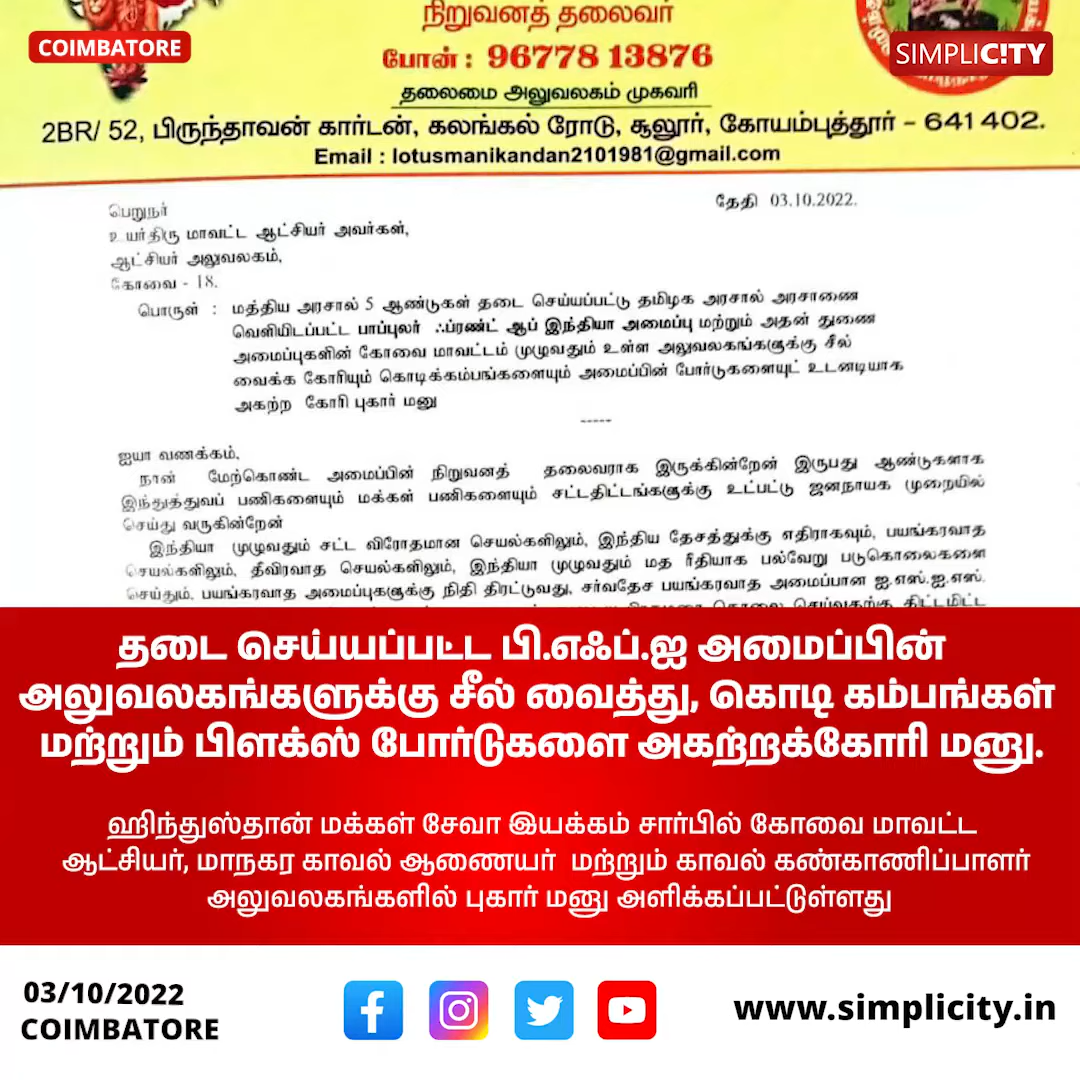 நிறுவனத் தலைவர்
COIMBATORE
SIMPLIC!TY
போன் : 96778 13876
தலைமை அலுவலகம் முகவரி
2BR/ 52, பிருந்தாவன் கார்டன், கலங்கல் ரோடு, சூலூர், கோயம்புத்தூர் - 641 402.
Email : lotusmanikandan2101981@gmail.com
தேதி 03.10.2022.
பெறுநர்
உயர்திரு மாவட்ட ஆட்சியர் அவர்கள்,
ஆட்சியர் அலுவலகம்,
கோவை - 18.
பொருள் : மத்திய அரசால் 5 ஆண்டுகள் தடை செய்யப்பட்டு தமிழக அரசால் அரசாணை
வெளியிடப்பட்ட பாப்புலர் ஃப்ரண்ட் ஆப் இந்தியா அமைப்பு மற்றும் அதன் துணை
அமைப்புகளின் கோவை மாவட்டம் முழுவதும் உள்ள அலுவலகங்களுக்கு சீல்
வைக்க கோரியும் கொடிக்கம்பங்களையும் அமைப்பின் போர்டுகளையுட் உடனடியாக
அகற்ற கோரி புகார் மனு
-----
ஐயா வணக்கம்,
நான் மேற்கொண்ட அமைப்பின் நிறுவனத் தலைவராக இருக்கின்றேன் இருபது ஆண்டுகளாக
இந்துத்துவப் பணிகளையும் மக்கள் பணிகளையும் சட்டதிட்டங்களுக்கு உட்பட்டு ஜனநாயக முறையில்
செய்து வருகின்றேன்
இந்தியா முழுவதும் சட்ட விரோதமான செயல்களிலும், இந்திய தேசத்துக்கு எதிராகவும், பயங்கரவாத
செயல்களிலும், தீவிரவாத செயல்களிலும், இந்தியா முழுவதும் மத ரீதியாக பல்வேறு படுகொலைகளை
செய்தும், பயங்கரவாத அமைப்புகளுக்கு நிதி திரட்டுவது, சர்வதேச பயங்கரவாத அமைப்பான ஐ.எஸ்.ஐ.எஸ்.
கொலை செய்வதற்கு திட்டமிட்ட
தடை செய்யப்பட்ட பி.எஃப்.ஐ அமைப்பின்
அலுவலகங்களுக்கு சீல் வைத்து, கொடி கம்பங்கள்
மற்றும் பிளக்ஸ் போர்டுகளை அகற்றக்கோரி மனு.
ஹிந்துஸ்தான் மக்கள் சேவா இயக்கம் சார்பில் கோவை மாவட்ட
ஆட்சியர், மாநகர காவல் ஆணையர் மற்றும் காவல் கண்காணிப்பாளர்
அலுவலகங்களில் புகார் மனு அளிக்கப்பட்டுள்ளது
03/10/2022
COIMBATORE
www.simplicity.in